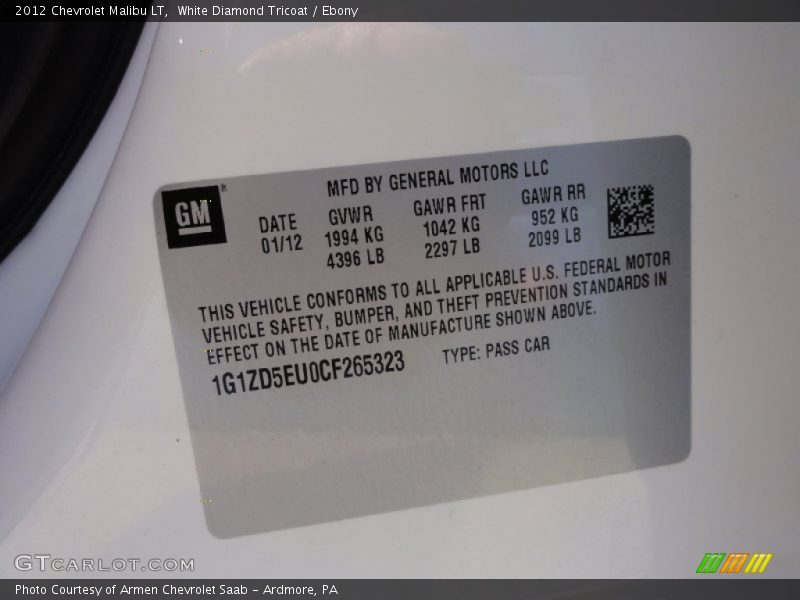 2012 Chevrolet Malibu LT, White Diamond Tricoat / Ebony
MFD BY GENERAL MOTORS LLC
GM®
DATE GVWR GAWR FRT GAWR RR
01/12 1994 KG 1042 KG 952 KG
4396 LB 2297 LB 2099 LB
THIS VEHICLE CONFORMS TO ALL APPLICABLE U.S. FEDERAL MOTOR
VEHICLE SAFETY, BUMPER, AND THEFT PREVENTION STANDARDS IN
EFFECT ON THE DATE OF MANUFACTURE SHOWN ABOVE.
1G1ZD5EU0CF265323 TYPE: PASS CAR
GTCARLOT.COM
Photo Courtesy of Armen Chevrolet Saab - Ardmore, PA